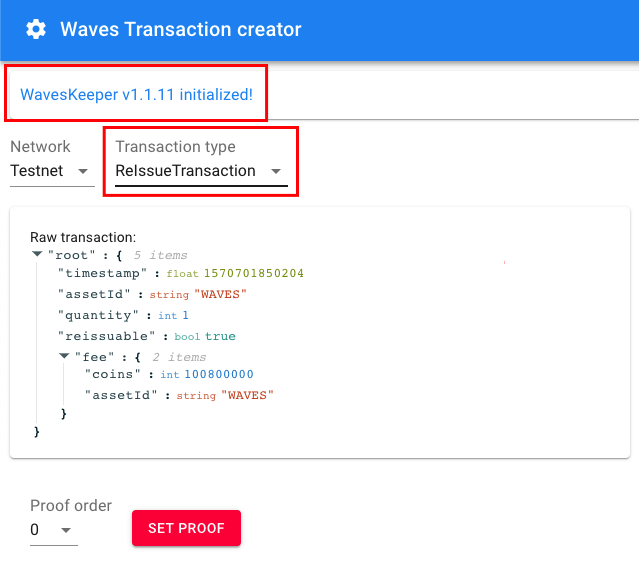 Waves Transaction creator
WavesKeeper v1.1.11 initialized!
Network
Transaction type
Testnet
ReIssueTransaction
Raw transaction:
"root" : { 5 items
"timestamp" : float 1570701850204
"assetId" : string "WAVES"
"quantity" : int 1
"reissuable" : bool true
"fee" : { 2 items
"coins" : int 100800000
"assetId" : string "WAVES"
}
}
Proof order
0
SET PROOF